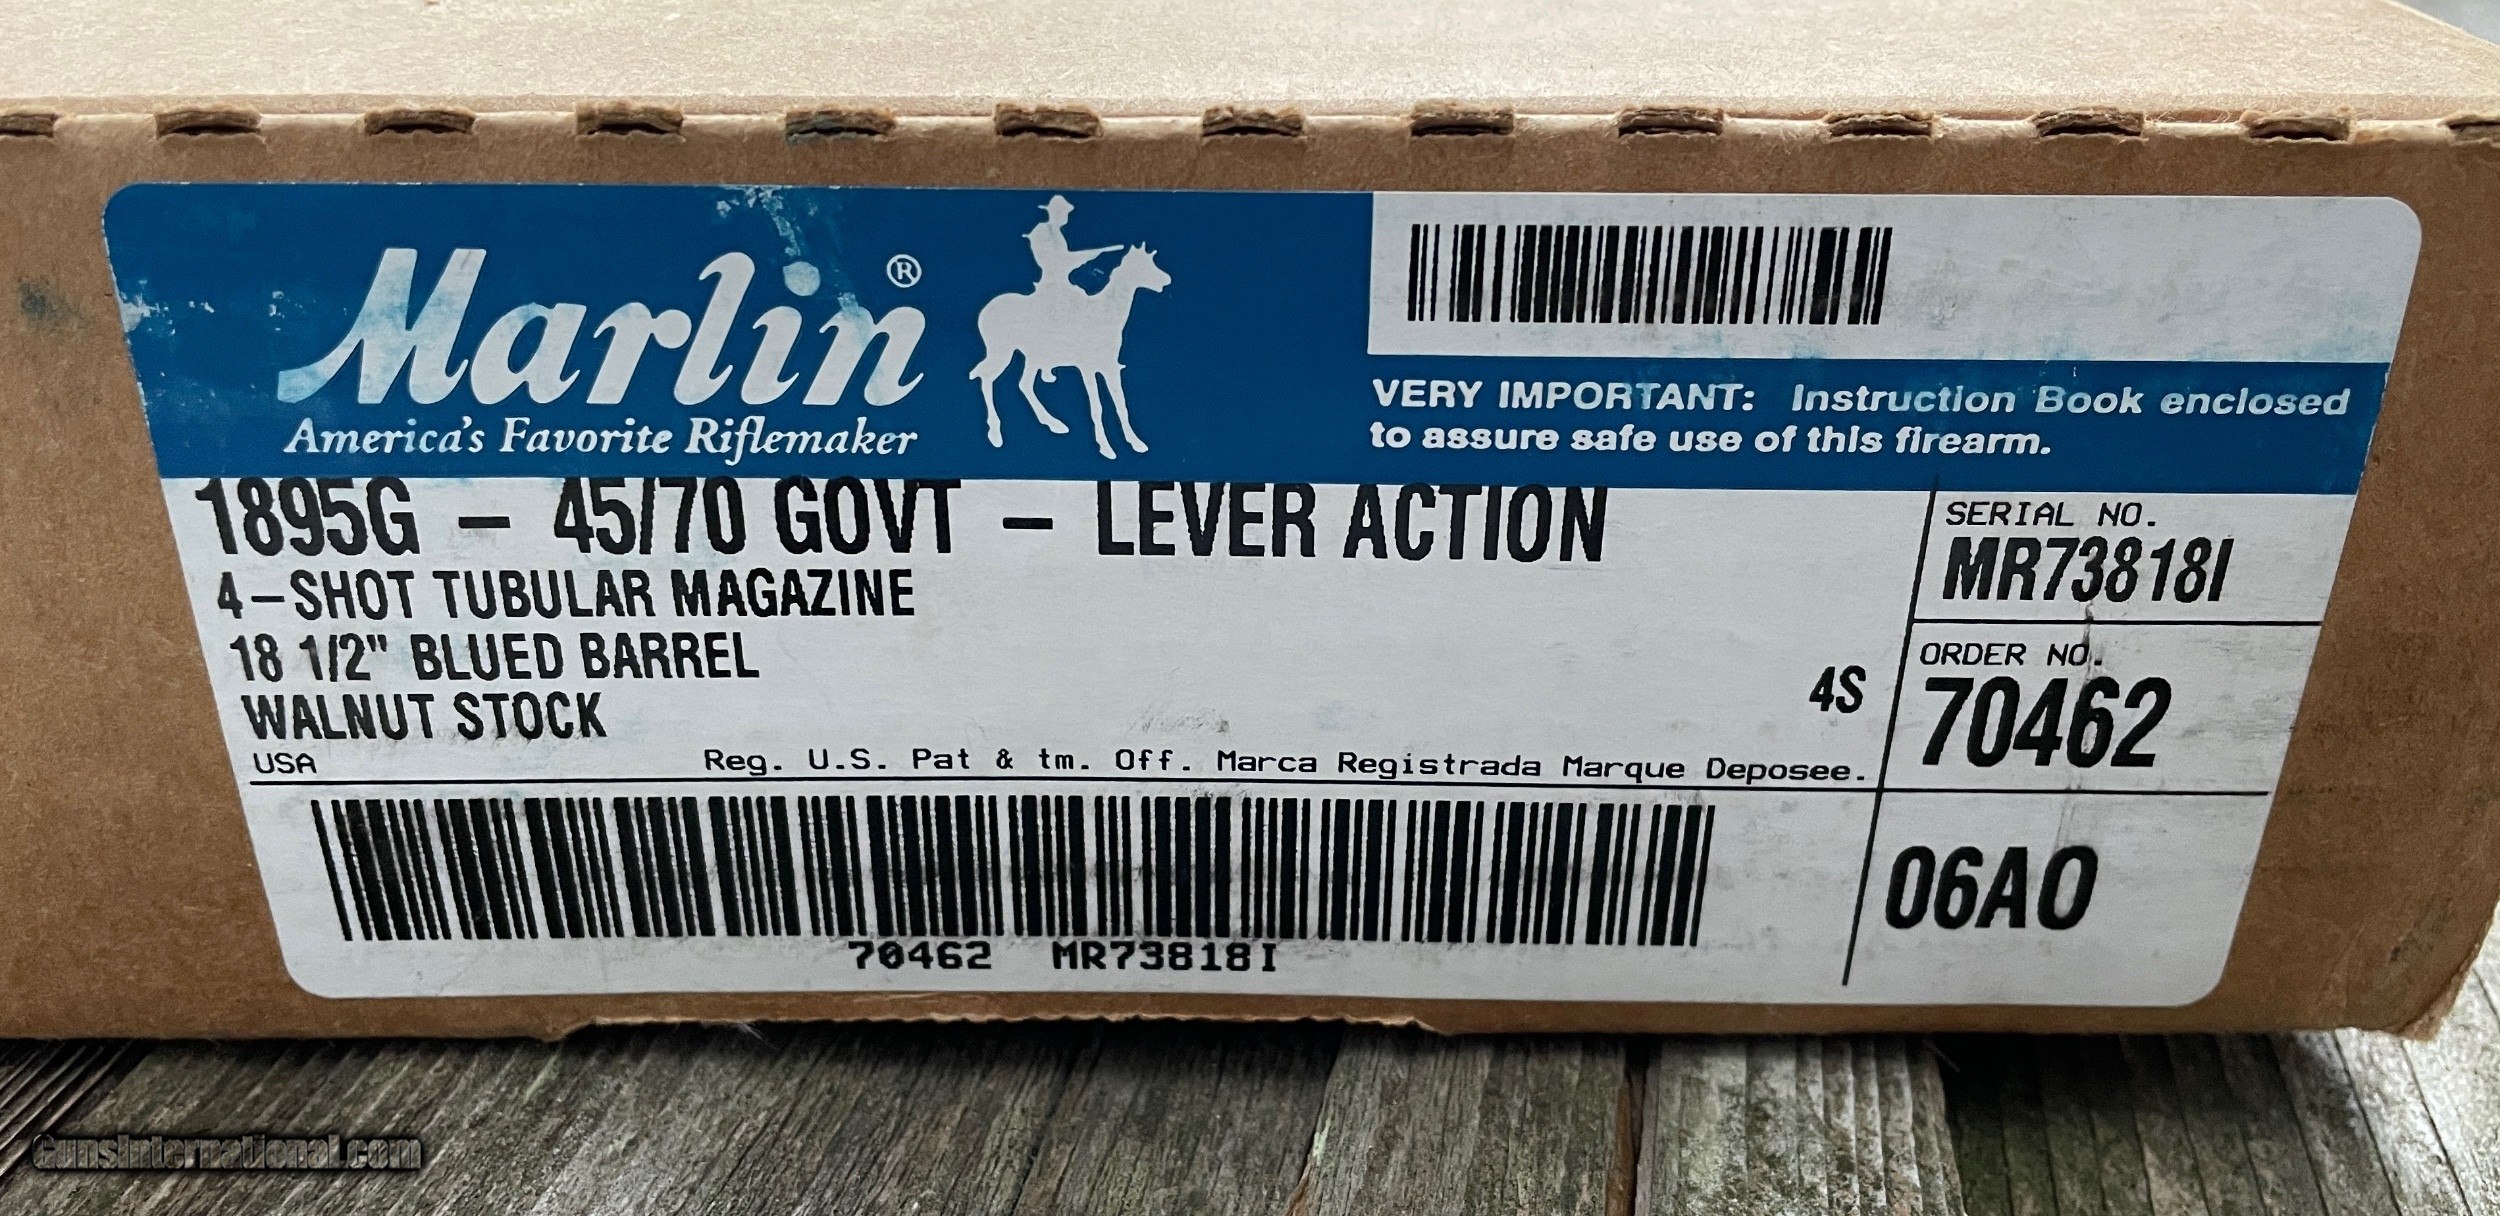 Marlin®
America's Favorite Riflemaker
VERY IMPORTANT: Instruction Book enclosed
to assure safe use of this firearm.
1895G – 45/70 GOVT – LEVER ACTION
4–SHOT TUBULAR MAGAZINE
18 1/2" BLUED BARREL
WALNUT STOCK
4S
USA
Reg. U.S. Pat & tm. Off. Marca Registrada Marque Deposee.
SERIAL NO.
MR73818I
ORDER NO.
70462
06A0
70462 MR73818I
GunsInternational.com